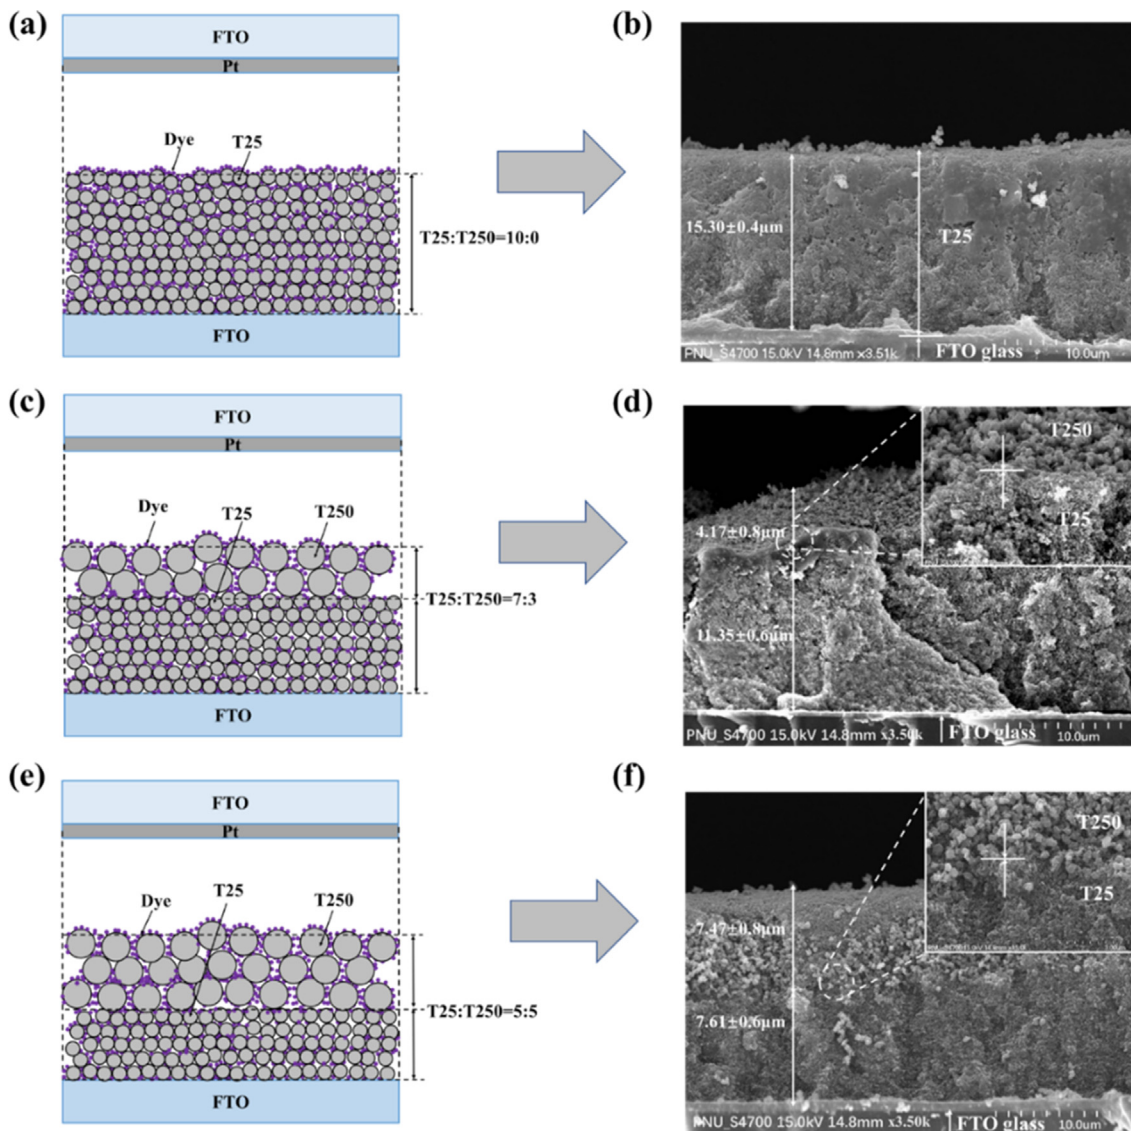 (a)
FTO
Pt
Dye
T25
T25:T250=10:0
FTO
(b)
15.30±0.4μm
T25
PNU_S4700 15.0kV 14.8mm x3.51k
FTO glass
10.0um
(c)
FTO
Pt
Dye
T25
T250
T25:T250=7:3
FTO
(d)
T250
T25
4.17±0.8μm
11.35±0.6μm
PNU_S4700 15.0kV 14.8mm x3.50k
FTO glass
10.0um
(e)
FTO
Pt
Dye
T25
T250
T25:T250=5:5
FTO
(f)
T250
T25
7.47±0.8μm
7.61±0.6μm
PNU_S4700 15.0kV 14.8mm x3.50k
FTO glass
10.0um